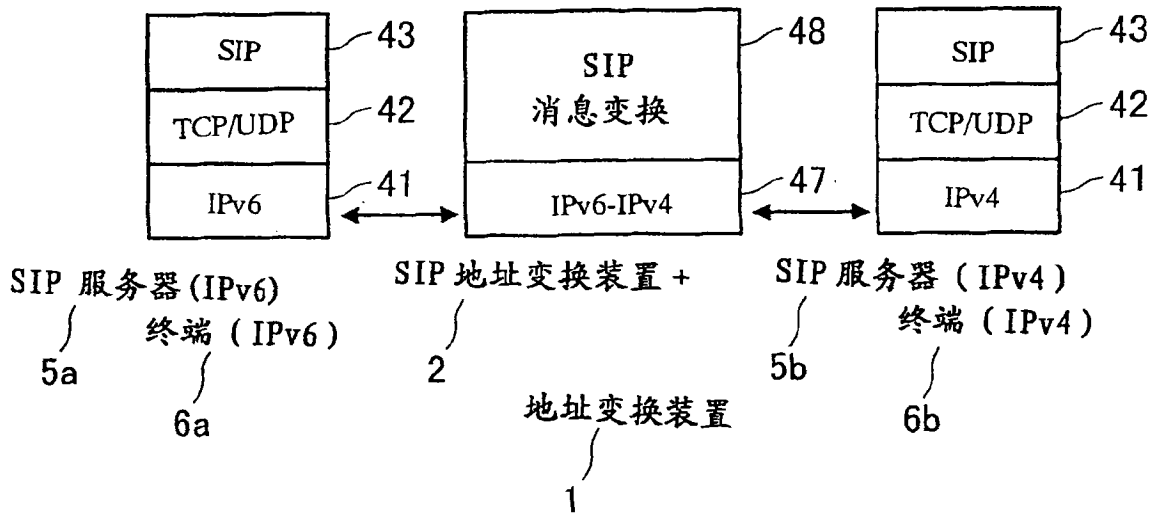 SIP
43
TCP/UDP
42
IPv6
41
SIP
消息变换
48
IPv6-IPv4
47
SIP
43
TCP/UDP
42
IPv4
41
SIP 服务器 (IPv6)
5a
终端 (IPv6)
6a
SIP 地址变换装置 +
2
地址变换装置
1
SIP 服务器 (IPv4)
5b
终端 (IPv4)
6b